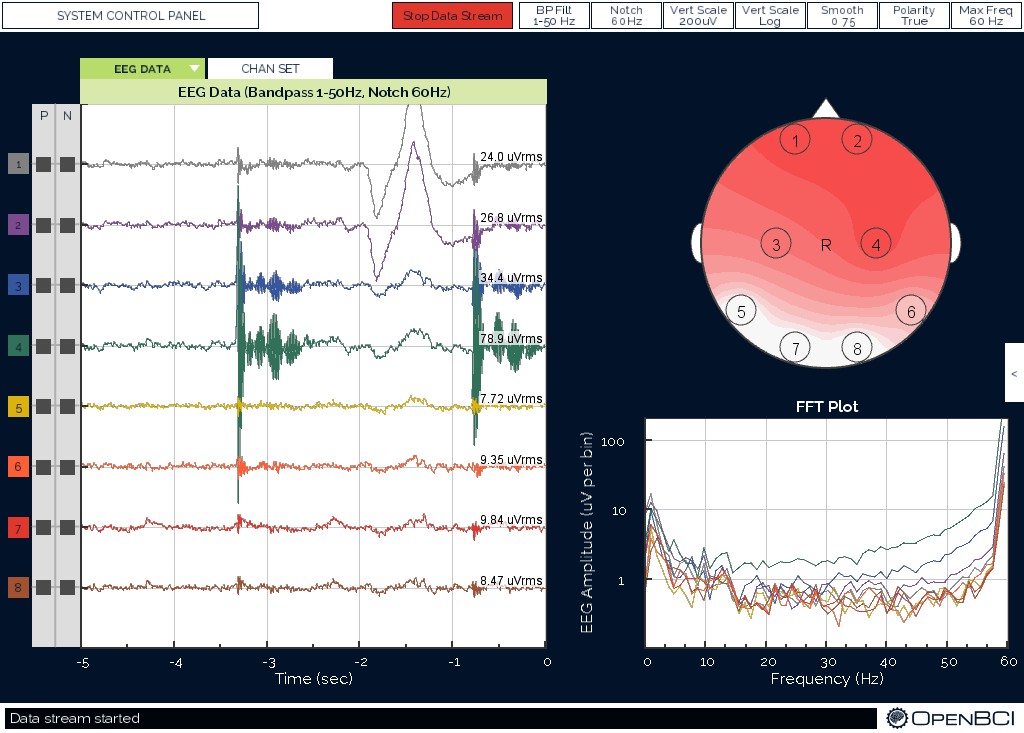 SYSTEM CONTROL PANEL
Stop Data Stream
BP Filt
1-50 Hz
Notch
60Hz
Vert Scale
200uV
Vert Scale
Log
Smooth
0.75
Polarity
True
Max Freq
60 Hz
EEG DATA
CHAN SET
EEG Data (Bandpass 1-50Hz, Notch 60Hz)
P N
1
24.0 uVrms
2
26.8 uVrms
3
34.4 uVrms
4
78.9 uVrms
5
7.72 uVrms
6
9.35 uVrms
7
9.84 uVrms
8
8.47 uVrms
-5 -4 -3 -2 -1 0
Time (sec)
1 2
3 R 4
5 6
7 8
<
FFT Plot
EEG Amplitude (uV per bin)
100
10
1
0 10 20 30 40 50 60
Frequency (Hz)
Data stream started
OpenBCI